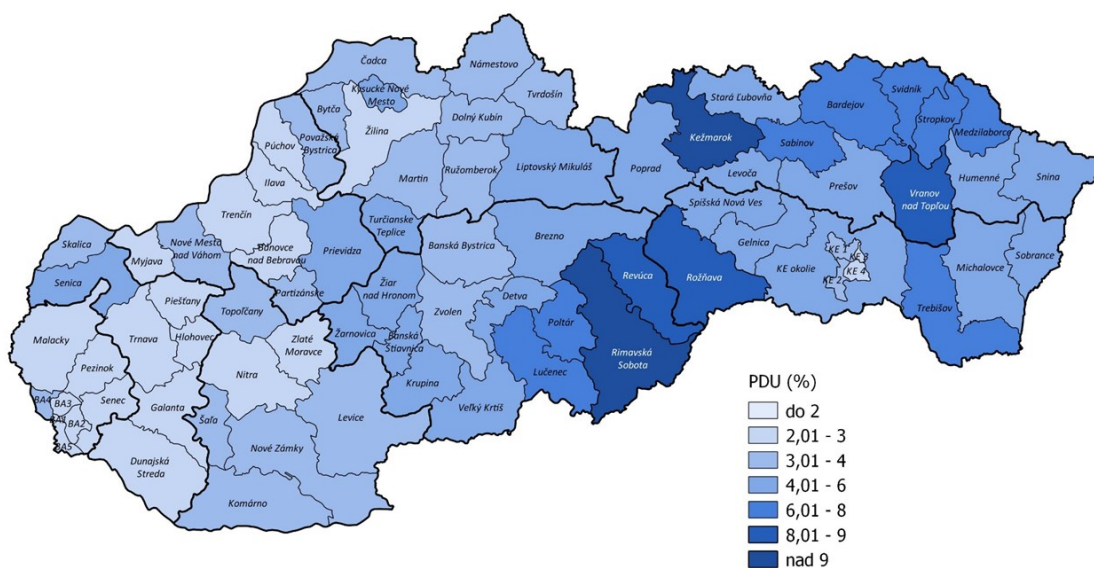 Čadca
Námestovo
Kysucké Nové
Mesto
Tvrdošín
Bytča
Dolný Kubín
Žilina
Považská
Bystrica
Púchov
Ružomberok
Liptovský Mikuláš
Martin
Ilava
Trenčín
Turčianske
Teplice
Prievidza
Bánovce
nad Bebravou
Nové Mesto
nad Váhom
Skalica
Myjava
Senica
Partizánske
Banská Bystrica
Brezno
Žiar
nad Hronom
Piešťany
Topoľčany
Malacky
Trnava
Hlohovec
Zlaté
Moravce
Žarnovica
Banská
Štiavnica
Zvolen
Detva
Poltár
Revúca
Rožňava
Pezinok
Nitra
Krupina
Lučenec
Rimavská
Sobota
BA4
BA3
Senec
BA1
BA2
BA5
Galanta
Šaľa
Levice
Veľký Krtíš
Nové Zámky
Dunajská
Streda
Komárno
Stará Ľubovňa
Kežmarok
Poprad
Levoča
Sabinov
Bardejov
Svidník
Stropkov
Medzilaborce
Prešov
Vranov
nad Topľou
Humenné
Snina
Spišská Nová Ves
Gelnica
KE okolie
KE 1
KE 3
KE 4
KE 2
Michalovce
Sobrance
Trebišov
PDU (%)
do 2
2,01 - 3
3,01 - 4
4,01 - 6
6,01 - 8
8,01 - 9
nad 9